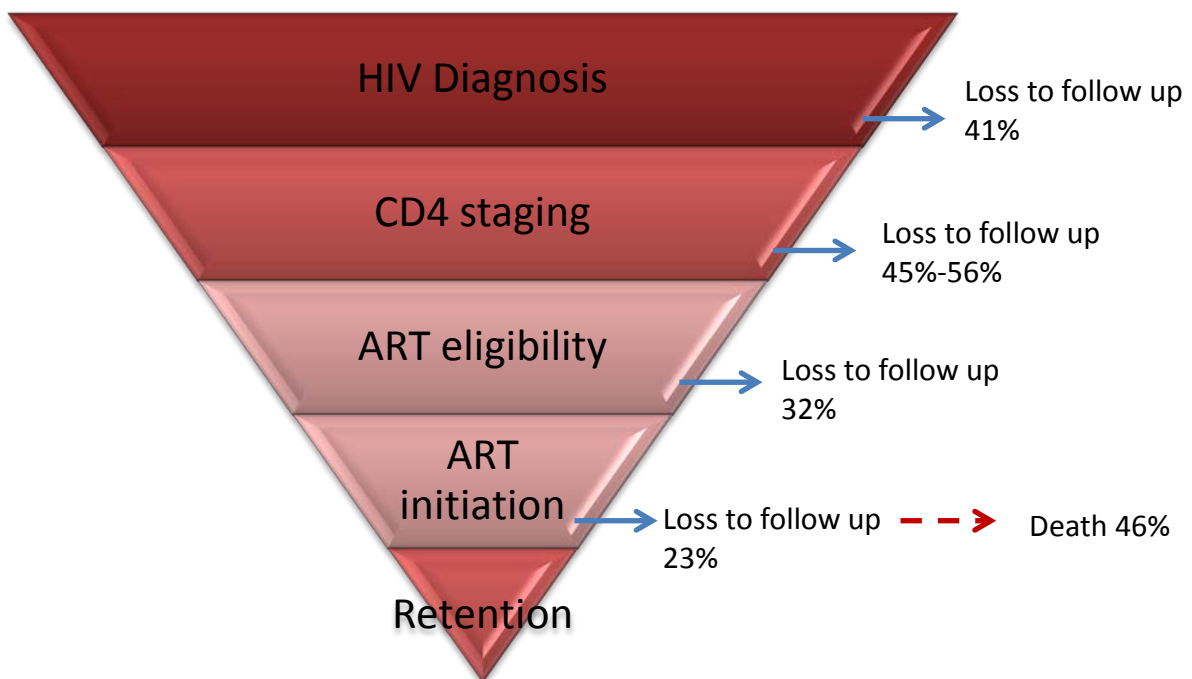 HIV Diagnosis
Loss to follow up
41%
CD4 staging
Loss to follow up
45%-56%
ART eligibility
Loss to follow up
32%
ART
initiation
Loss to follow up
23%
Death 46%
Retention